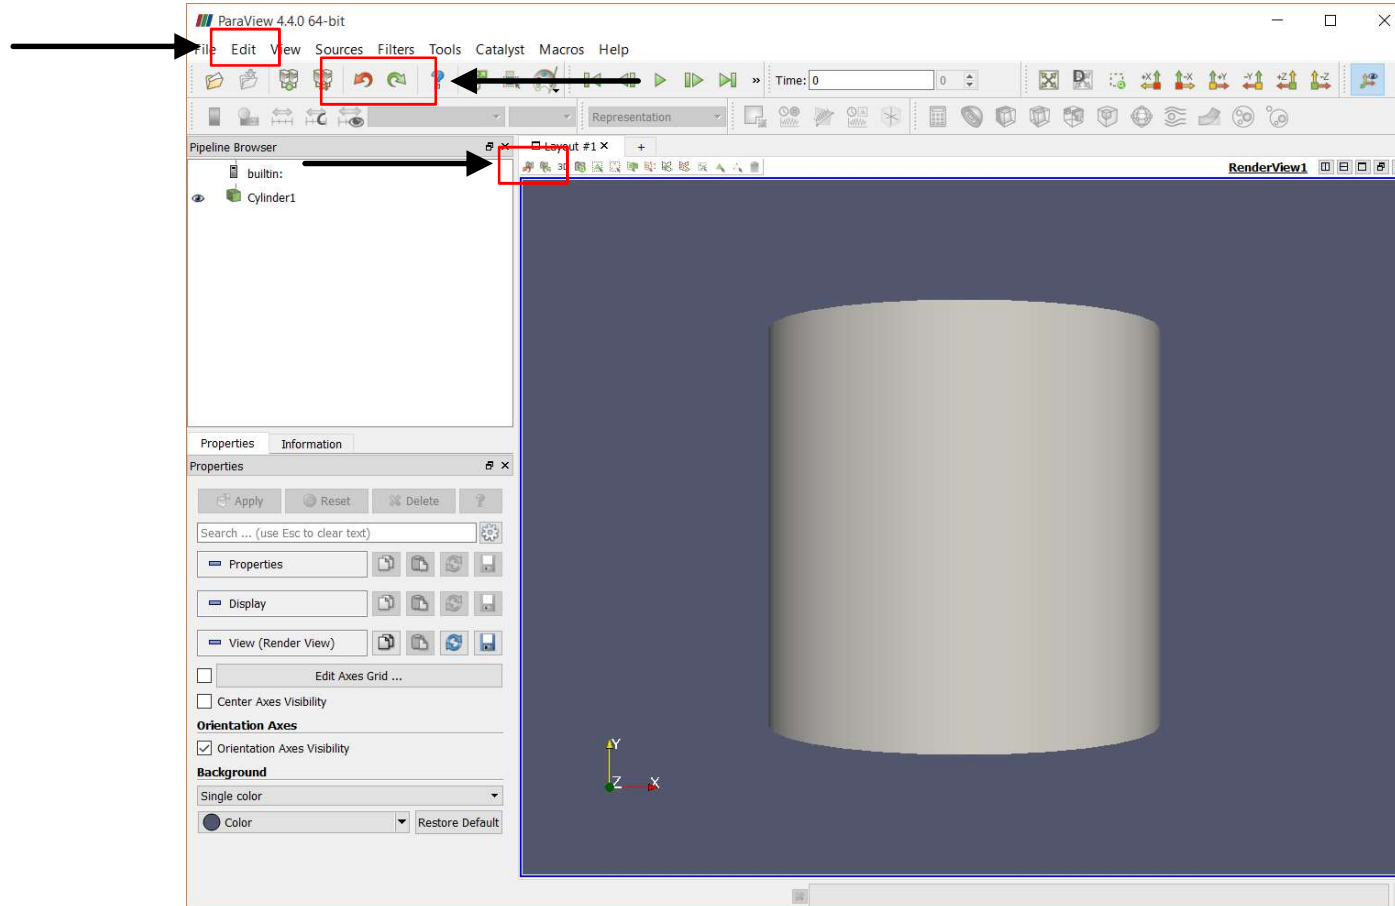 ParaView 4.4.0 64-bit
File Edit View Sources Filters Tools Catalyst Macros Help
Time: 0 0
Representation
Pipeline Browser
Layout #1
3D
RenderView1
builtin:
Cylinder1
Properties Information
Properties
Apply Reset Delete ?
Search ... (use Esc to clear text)
Properties
Display
View (Render View)
Edit Axes Grid ...
Center Axes Visibility
Orientation Axes
Orientation Axes Visibility
Background
Single color
Color Restore Default
Y
Z X